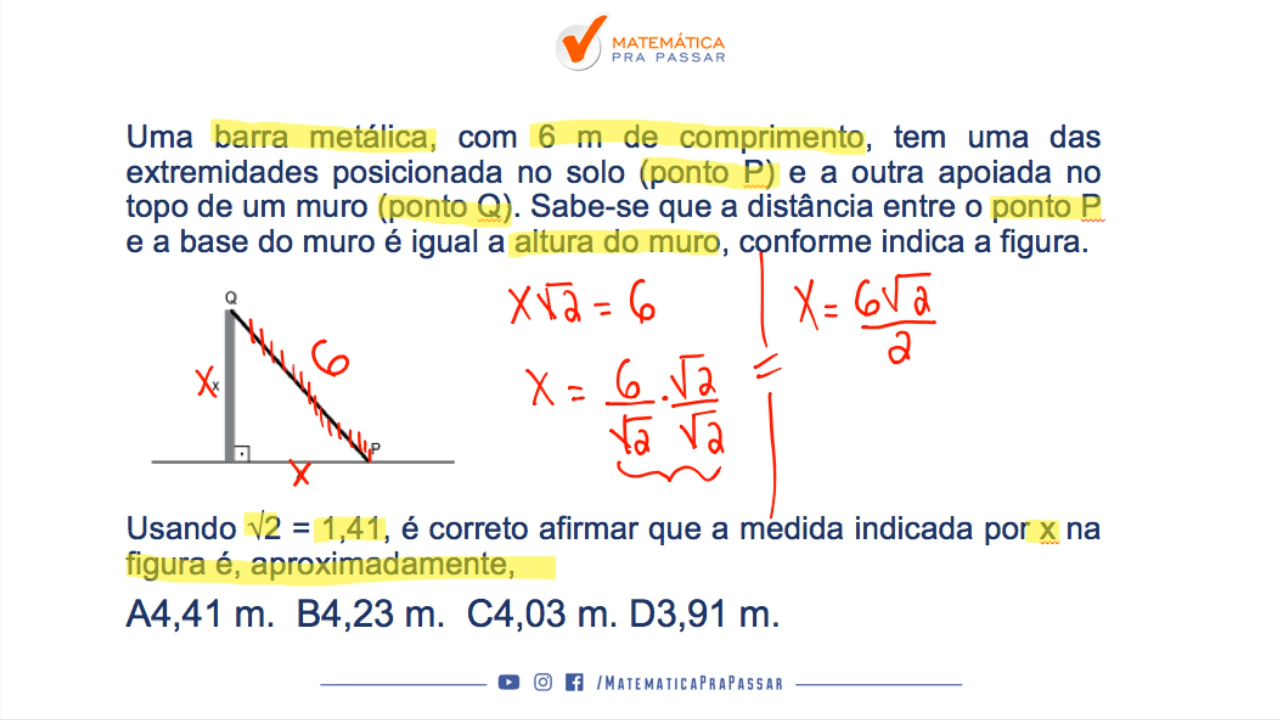 MATEMÁTICA
PRA PASSAR
Uma barra metálica, com 6 m de comprimento, tem uma das
extremidades posicionada no solo (ponto P) e a outra apoiada no
topo de um muro (ponto Q). Sabe-se que a distância entre o ponto P
e a base do muro é igual a altura do muro, conforme indica a figura.
Q
6
x x
P
x
x√2 = 6
x = 6/√2 . √2/√2
=
x = 6√2/2
Usando √2 = 1,41, é correto afirmar que a medida indicada por x na
figura é, aproximadamente,
A4,41 m. B4,23 m. C4,03 m. D3,91 m.
/MATEMATICAPRAPASSAR